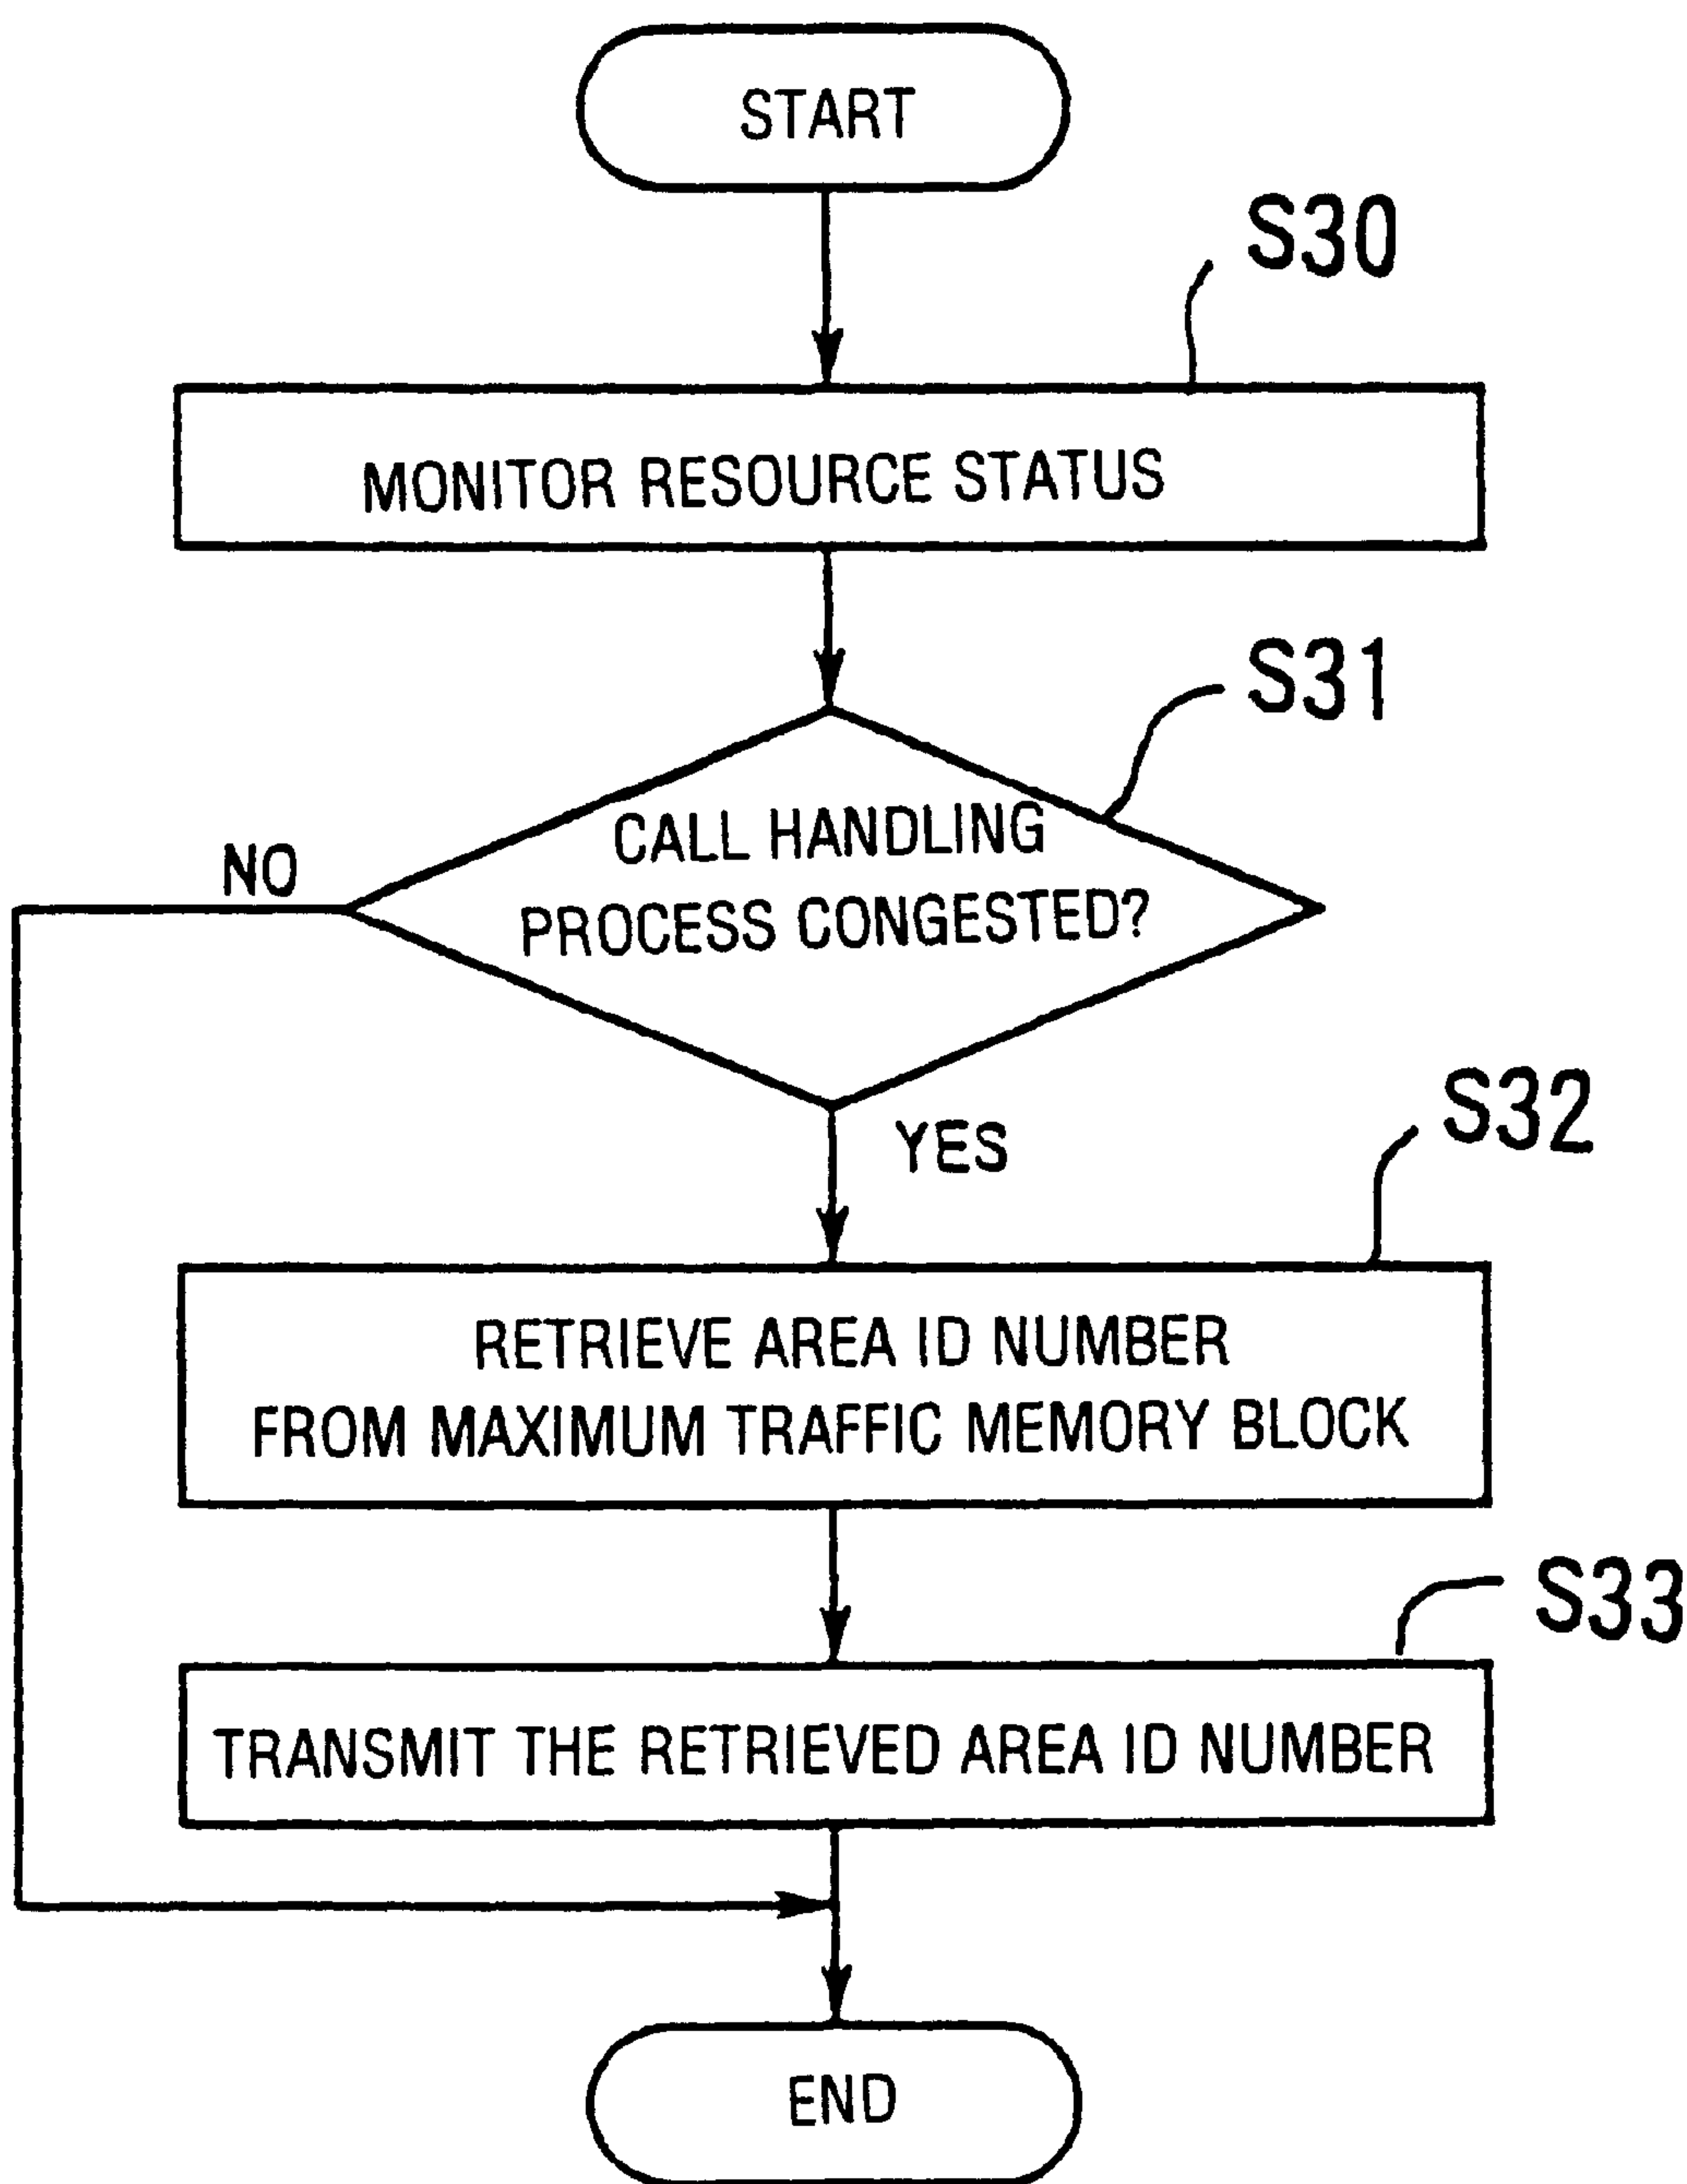 START
S30
MONITOR RESOURCE STATUS
S31
CALL HANDLING
PROCESS CONGESTED?
NO
YES
S32
RETRIEVE AREA ID NUMBER
FROM MAXIMUM TRAFFIC MEMORY BLOCK
S33
TRANSMIT THE RETRIEVED AREA ID NUMBER
END